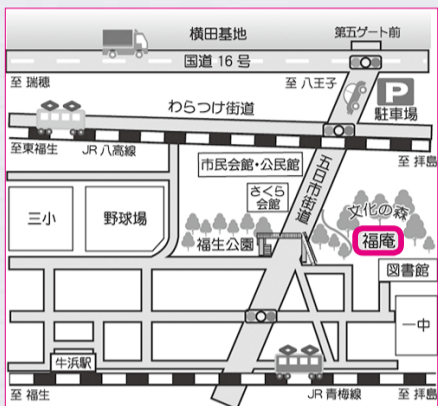 横田基地
第五ゲート前
国道 16 号
至 瑞穂
至 八王子
P
駐車場
わらつけ街道
至東福生
JR 八高線
至 拝島
市民会館・公民館
五日市街道
さくら
会館
文化の森
三小
野球場
福生公園
福庵
図書館
一中
牛浜駅
至 福生
JR 青梅線
至 拝島